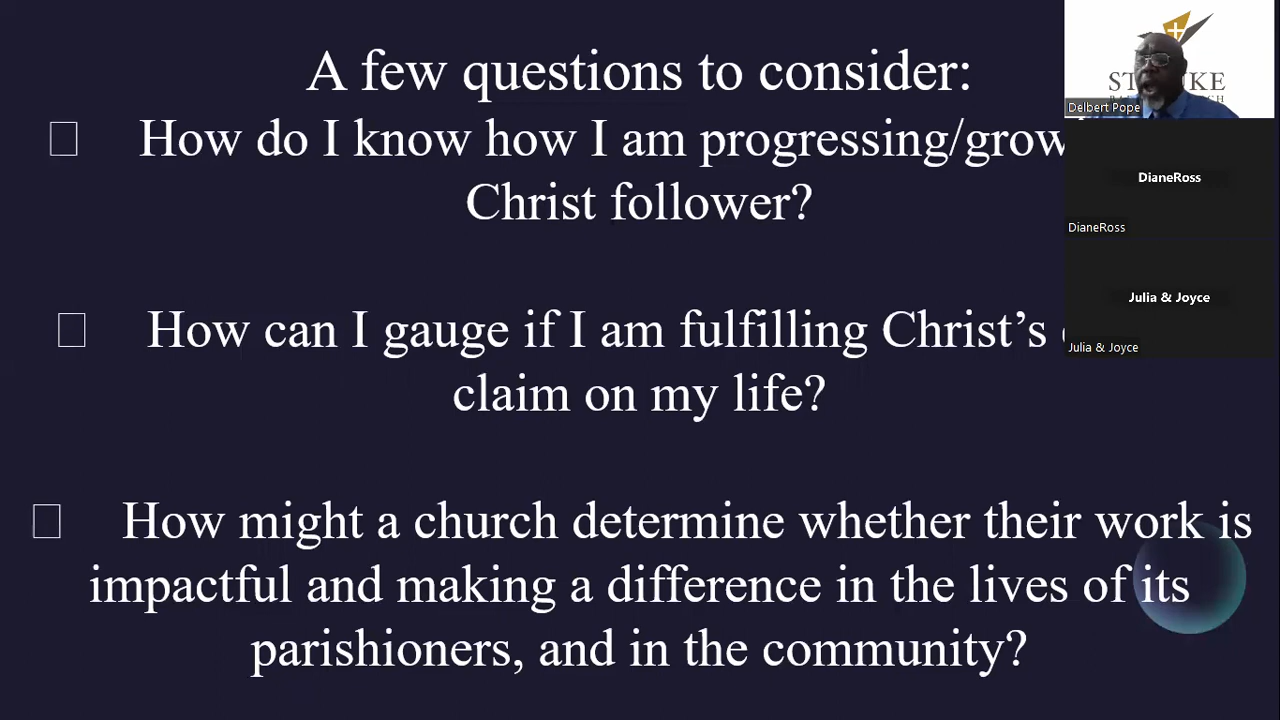 A few questions to consider:
How do I know how I am progressing/grow
Christ follower?
How can I gauge if I am fulfilling Christ’s
claim on my life?
How might a church determine whether their work is
impactful and making a difference in the lives of its
parishioners, and in the community?
Delbert Pope
DianeRoss
DianeRoss
Julia & Joyce
Julia & Joyce